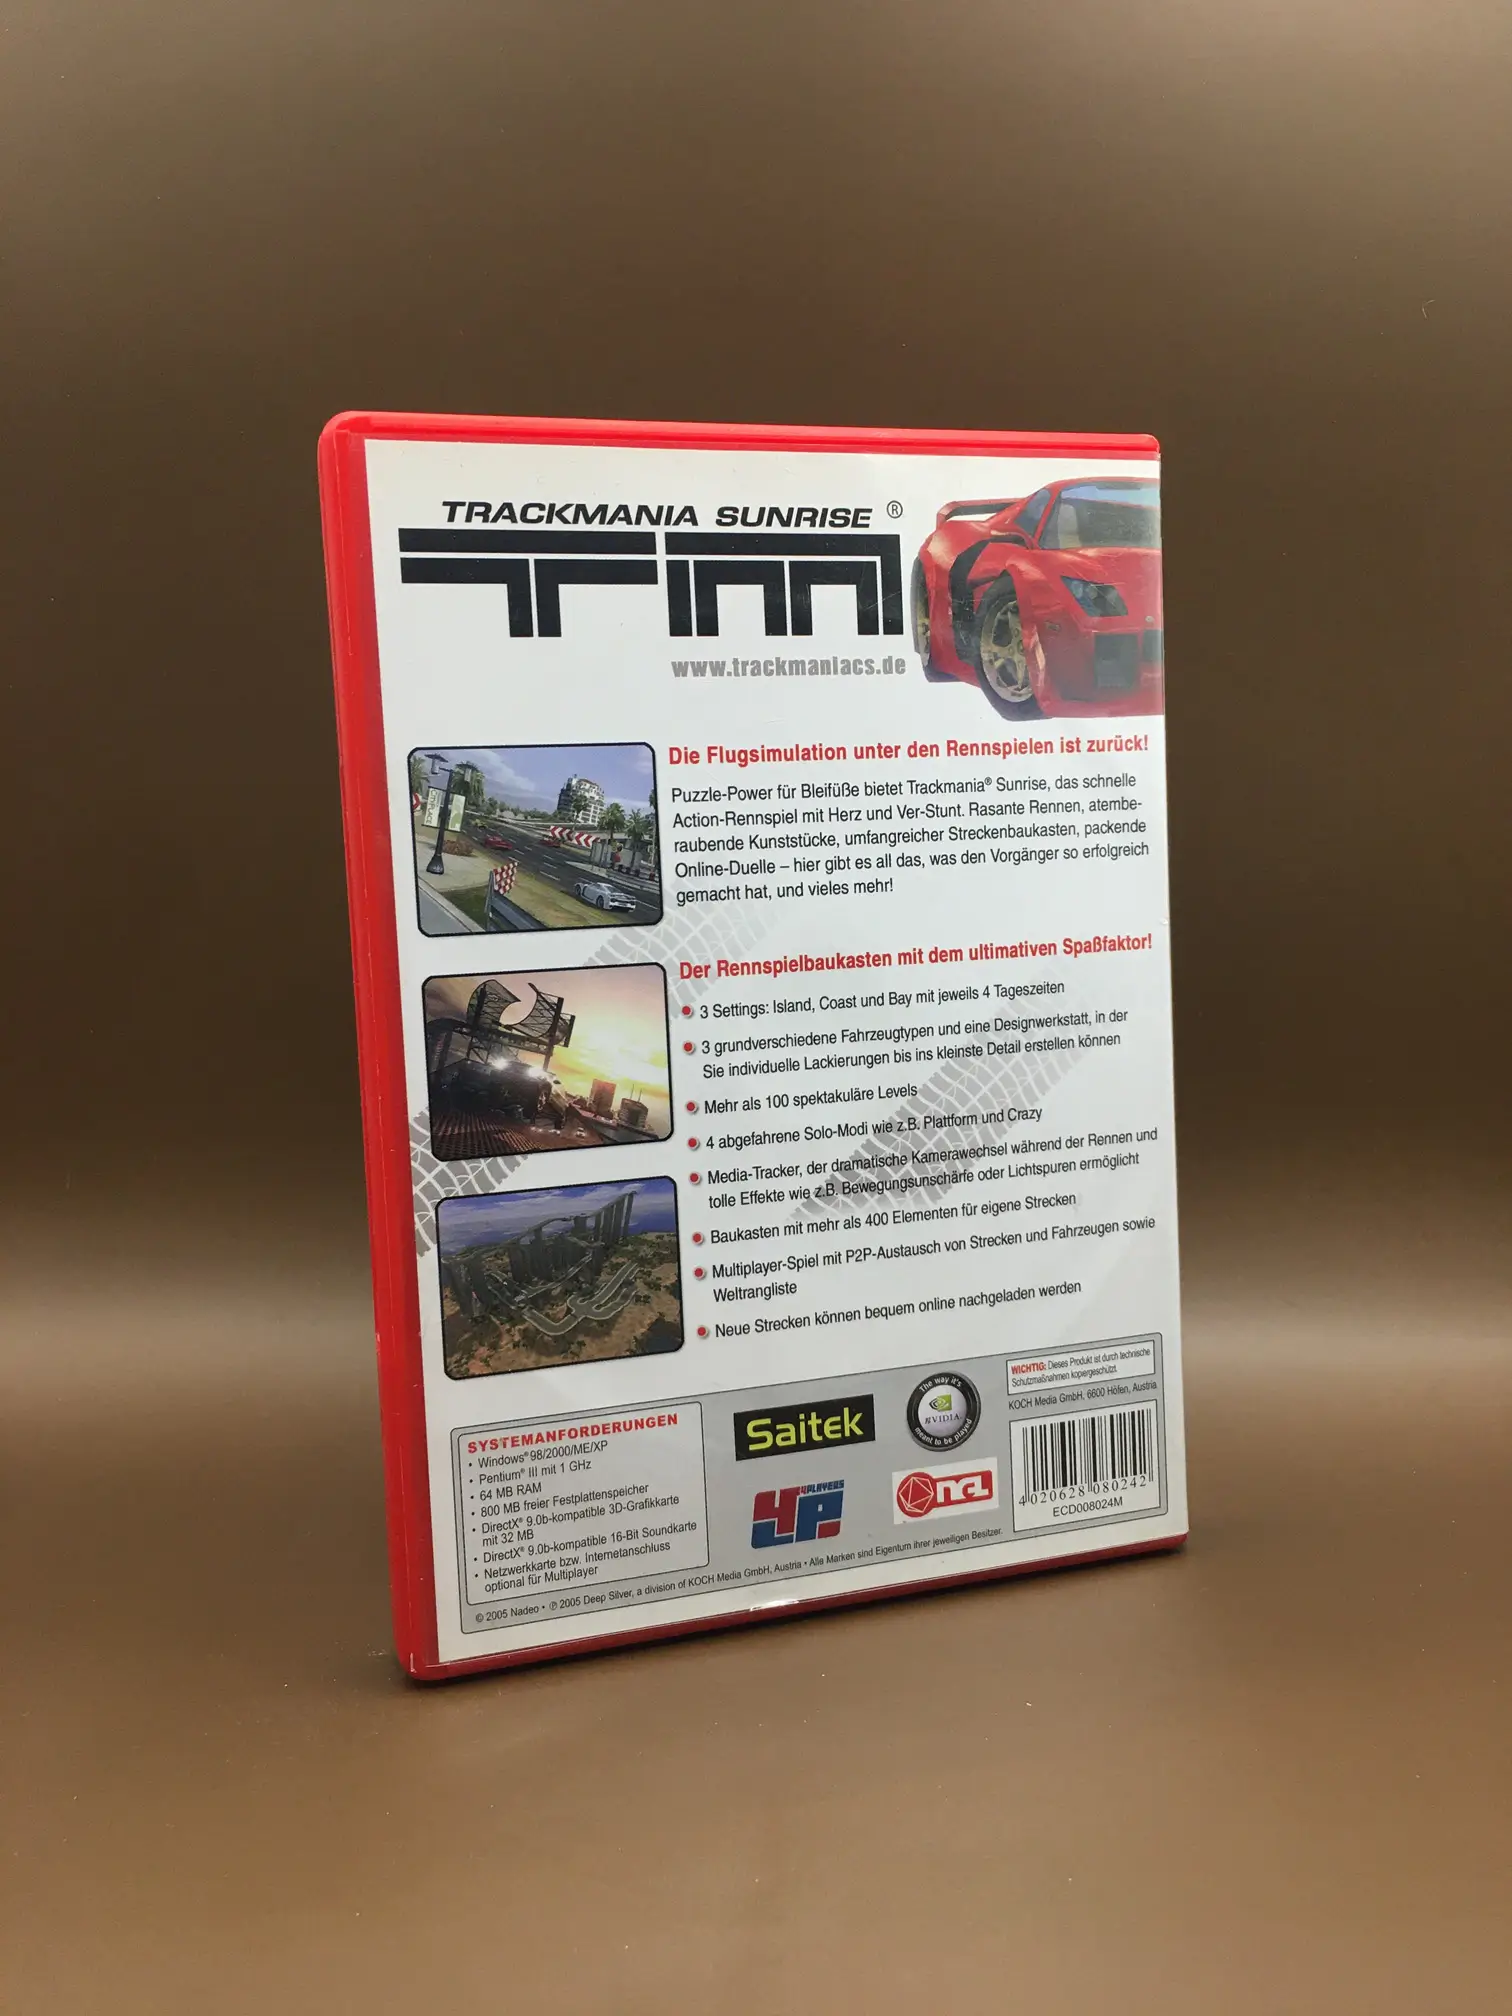 TRACKMANIA SUNRISE ®
TM
www.trackmaniacs.de
Die Flugsimulation unter den Rennspielen ist zurück!
Puzzle-Power für Bleifüße bietet Trackmania® Sunrise, das schnelle
Action-Rennspiel mit Herz und Ver-Stunt. Rasante Rennen, atembe-
raubende Kunststücke, umfangreicher Streckenbaukasten, packende
Online-Duelle – hier gibt es all das, was den Vorgänger so erfolgreich
gemacht hat, und vieles mehr!
Der Rennspielbaukasten mit dem ultimativen Spaßfaktor!
• 3 Settings: Island, Coast und Bay mit jeweils 4 Tageszeiten
• 3 grundverschiedene Fahrzeugtypen und eine Designwerkstatt, in der
Sie individuelle Lackierungen bis ins kleinste Detail erstellen können
• Mehr als 100 spektakuläre Levels
• 4 abgefahrene Solo-Modi wie z.B. Plattform und Crazy
• Media-Tracker, der dramatische Kamerawechsel während der Rennen und
tolle Effekte wie z.B. Bewegungsunschärfe oder Lichtspuren ermöglicht
• Baukasten mit mehr als 400 Elementen für eigene Strecken
• Multiplayer-Spiel mit P2P-Austausch von Strecken und Fahrzeugen sowie
Weltrangliste
• Neue Strecken können bequem online nachgeladen werden
SYSTEMANFORDERUNGEN
• Windows® 98/2000/ME/XP
• Pentium® III mit 1 GHz
• 64 MB RAM
• 800 MB freier Festplattenspeicher
• DirectX® 9.0b-kompatible 3D-Grafikkarte
mit 32 MB
• DirectX® 9.0b-kompatible 16-Bit Soundkarte
• Netzwerkkarte bzw. Internetanschluss
optional für Multiplayer
Saitek
The way it's
NVIDIA
meant to be played
4PLAYERS
4P
ncl
WICHTIG: Dieses Produkt ist durch technische
Schutzmaßnahmen kopiergeschützt.
KOCH Media GmbH, 6600 Höfen, Austria
4 020628 080242
ECD008024M
© 2005 Nadeo • ℗ 2005 Deep Silver, a division of KOCH Media GmbH, Austria • Alle Marken sind Eigentum ihrer jeweiligen Besitzer.